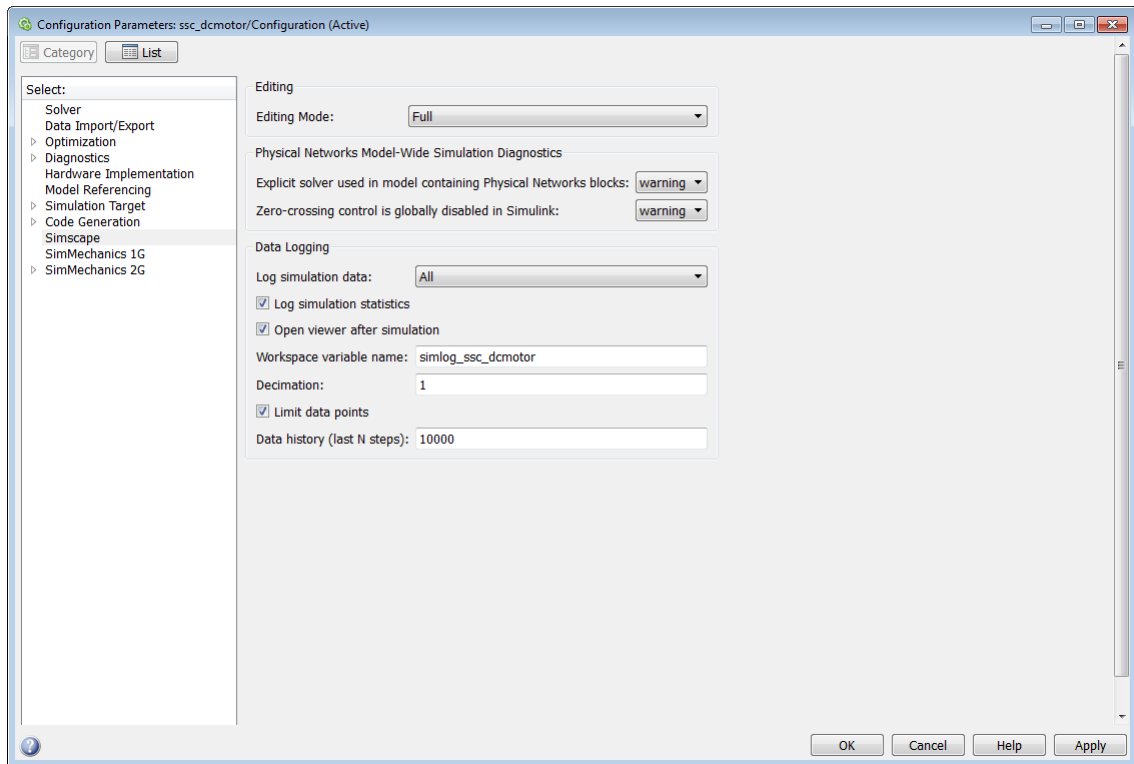 Configuration Parameters: ssc_dcmotor/Configuration (Active)
Category
List
Select:
Solver
Data Import/Export
Optimization
Diagnostics
Hardware Implementation
Model Referencing
Simulation Target
Code Generation
Simscape
SimMechanics 1G
SimMechanics 2G
Editing
Editing Mode: Full
Physical Networks Model-Wide Simulation Diagnostics
Explicit solver used in model containing Physical Networks blocks: warning
Zero-crossing control is globally disabled in Simulink: warning
Data Logging
Log simulation data: All
Log simulation statistics
Open viewer after simulation
Workspace variable name: simlog_ssc_dcmotor
Decimation: 1
Limit data points
Data history (last N steps): 10000
OK Cancel Help Apply